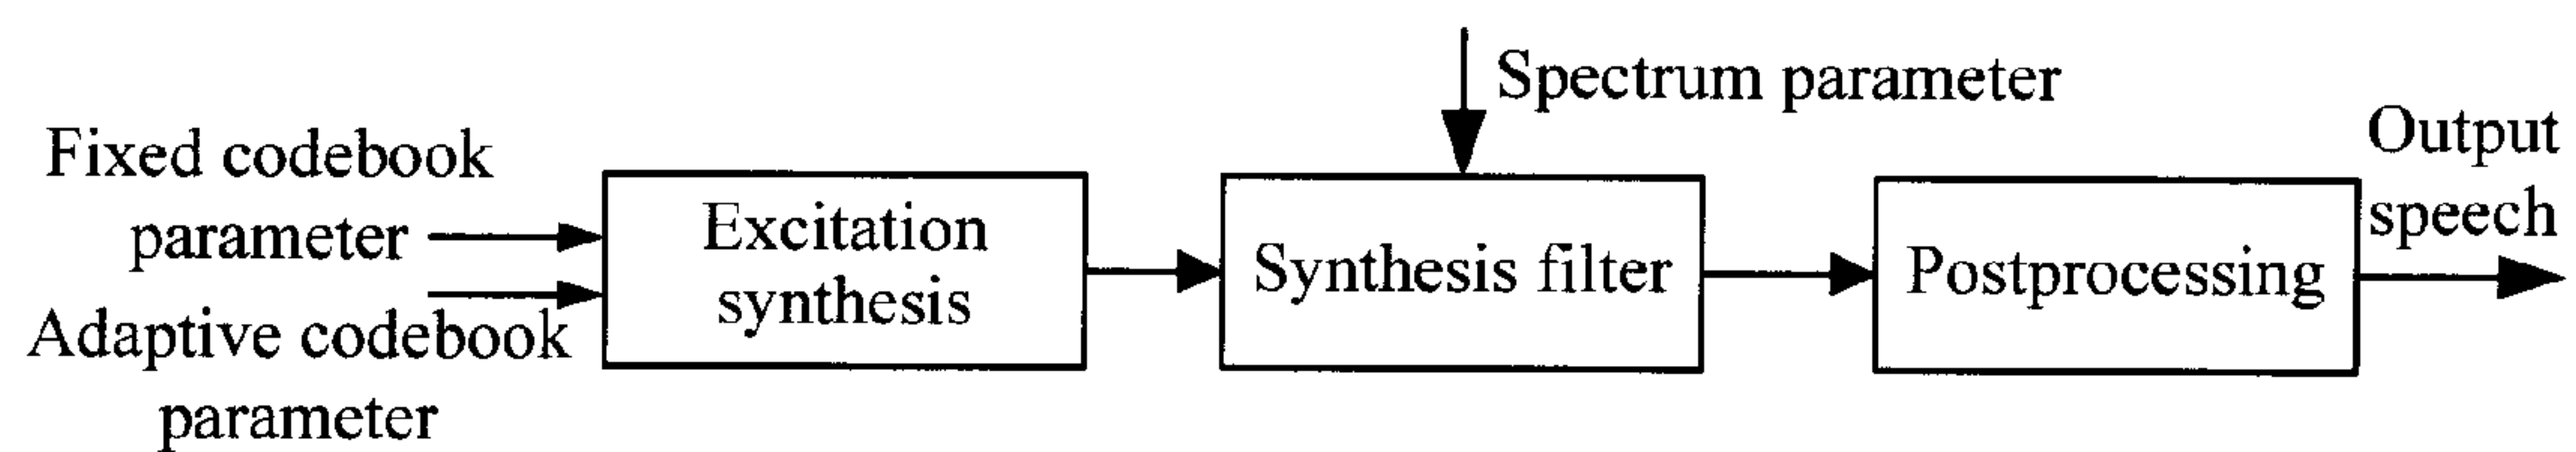 Spectrum parameter
Fixed codebook
parameter
Adaptive codebook
parameter
Excitation
synthesis
Synthesis filter
Postprocessing
Output
speech